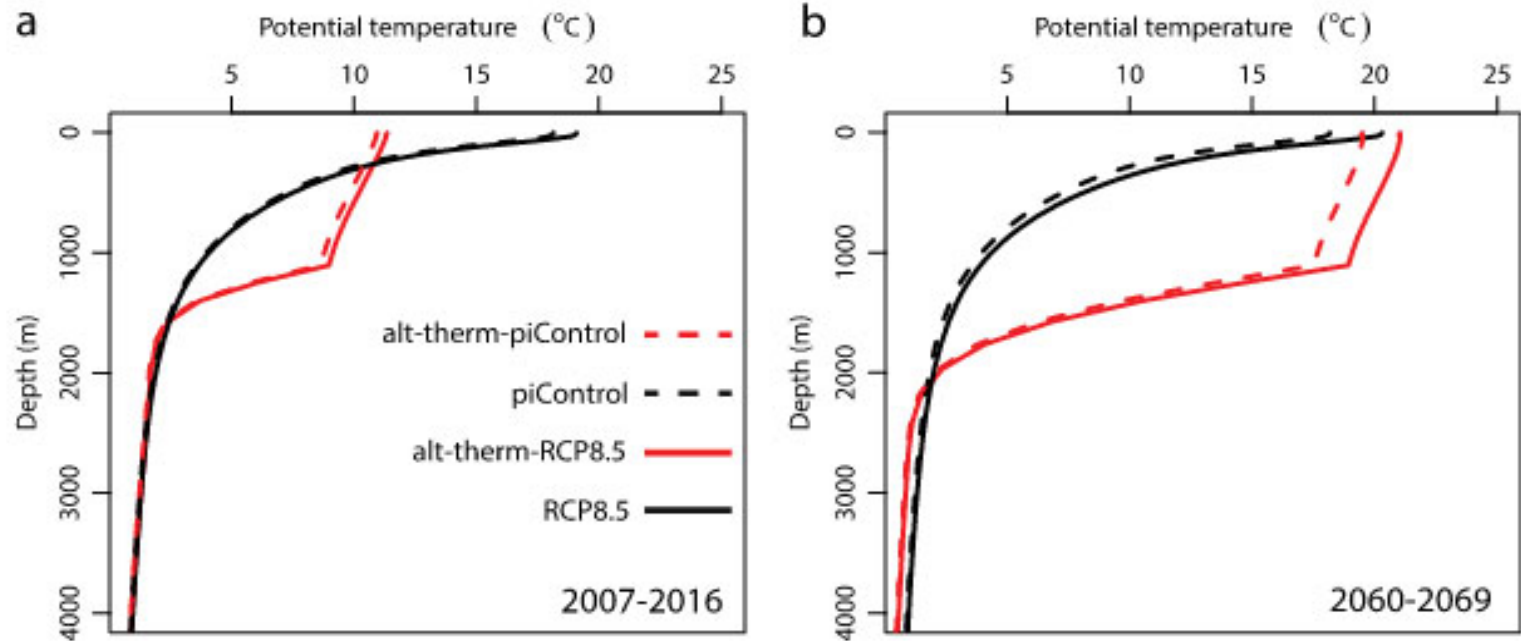 a
Potential temperature (°C)
5 10 15 20 25
Depth (m)
0
1000
2000
3000
4000
alt-therm-piControl
piControl
alt-therm-RCP8.5
RCP8.5
2007-2016
b
Potential temperature (°C)
5 10 15 20 25
Depth (m)
0
1000
2000
3000
4000
2060-2069